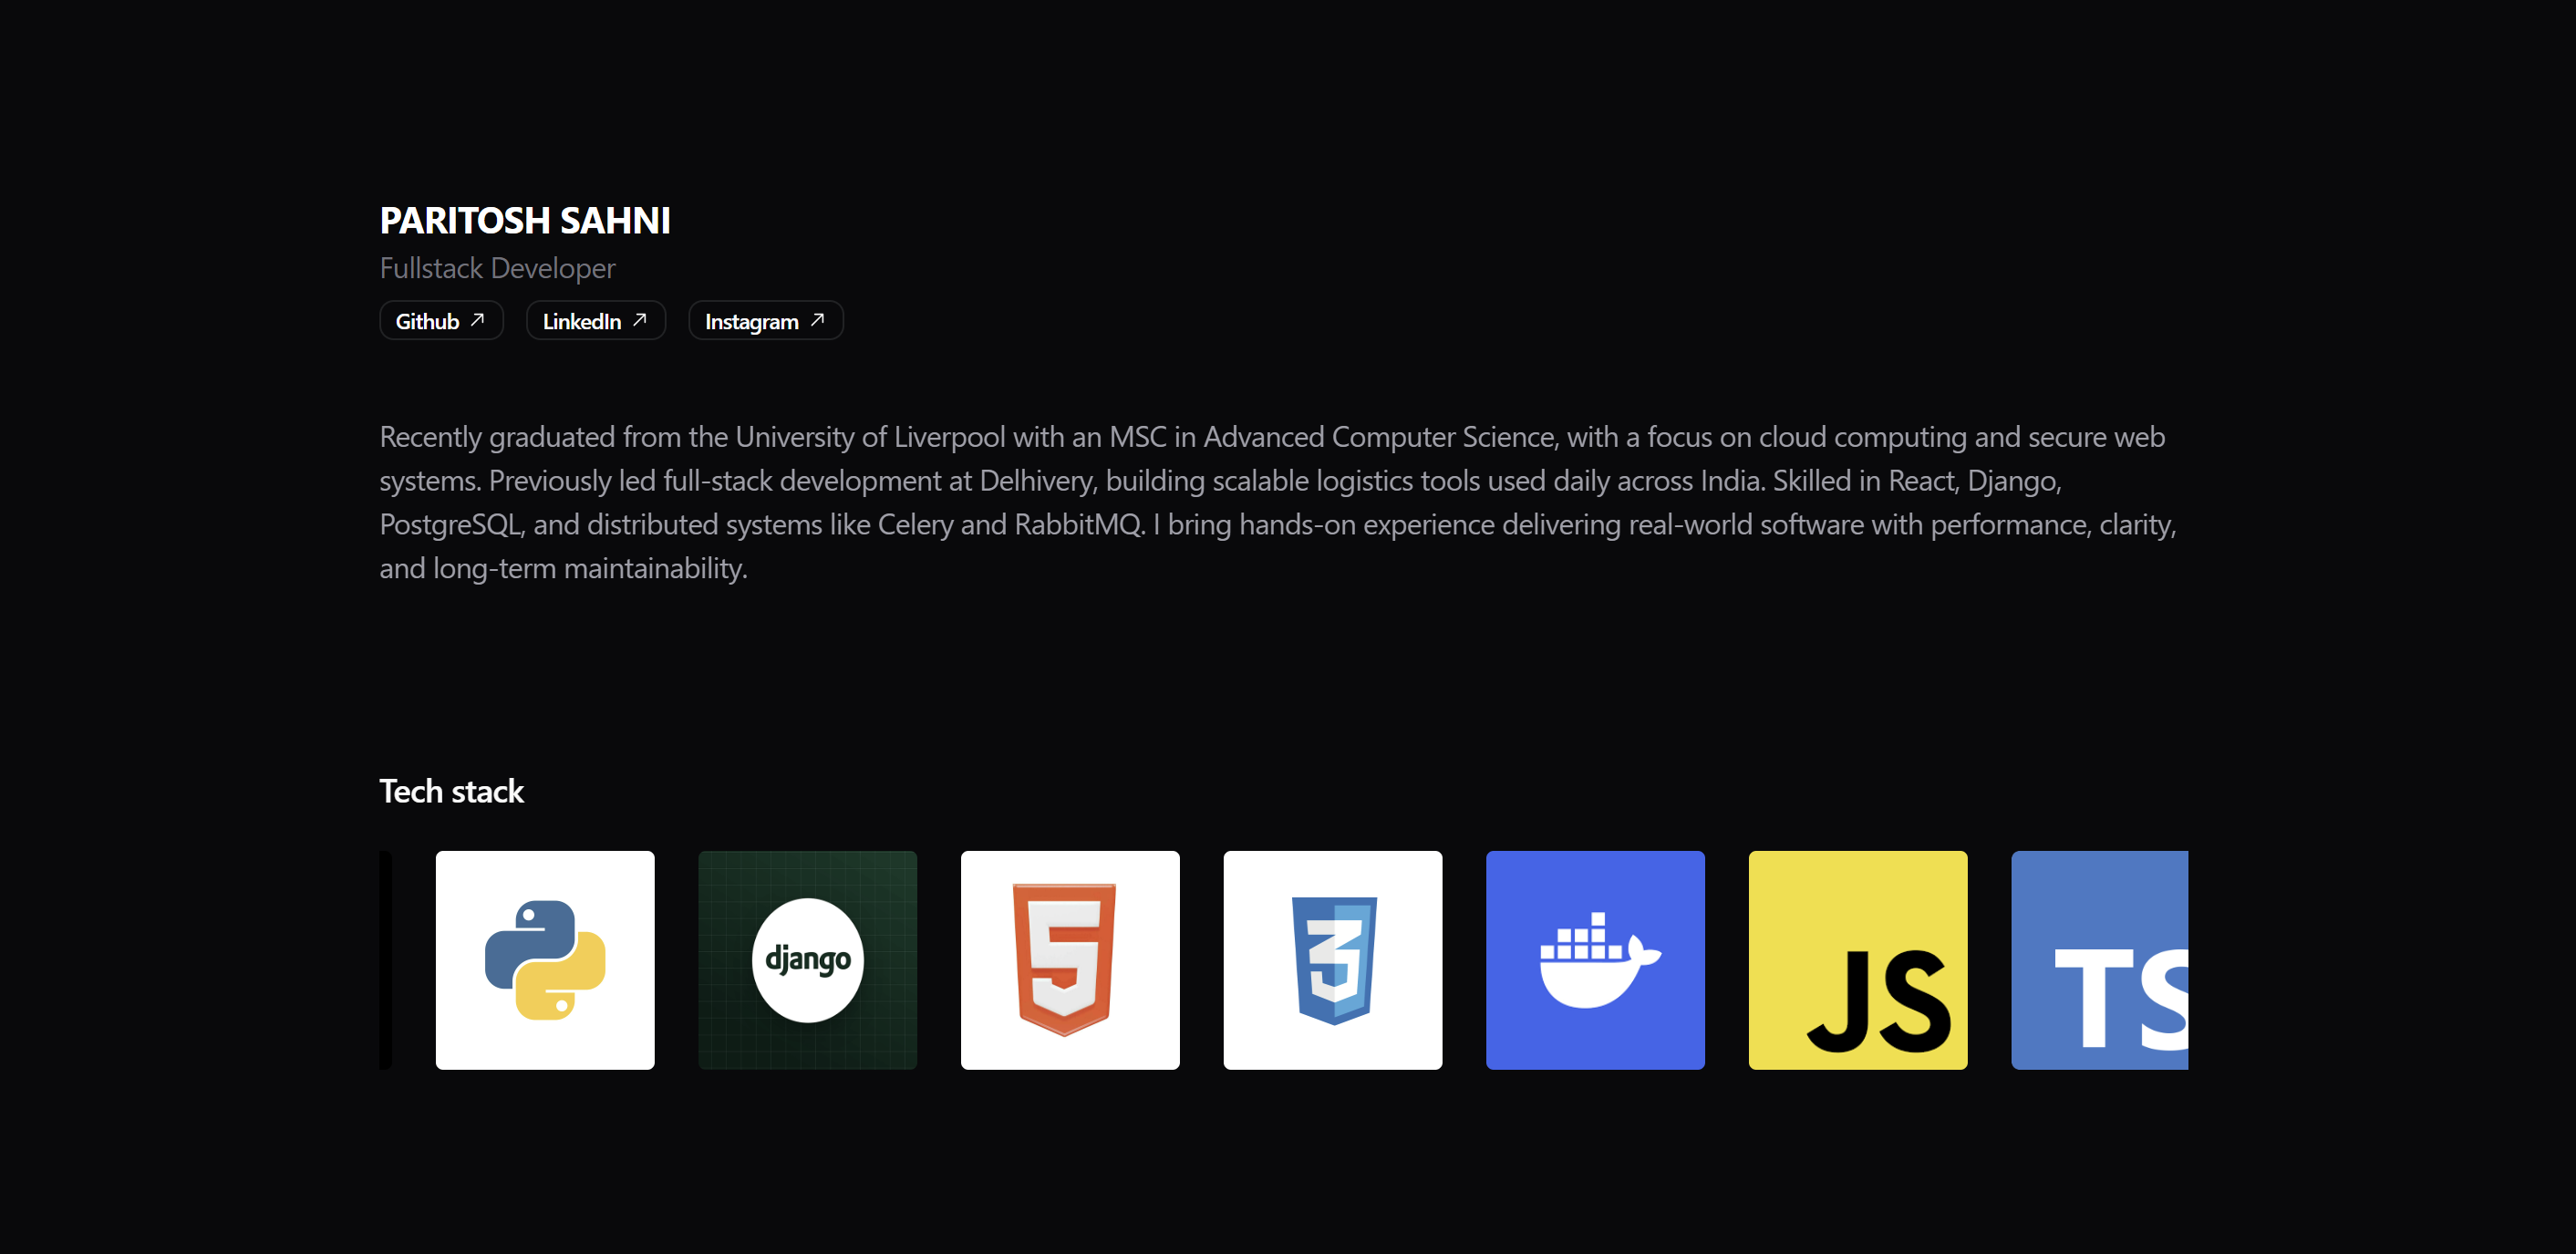 PARITOSH SAHNI
Fullstack Developer
Github
LinkedIn
Instagram
Recently graduated from the University of Liverpool with an MSC in Advanced Computer Science, with a focus on cloud computing and secure web
systems. Previously led full-stack development at Delhivery, building scalable logistics tools used daily across India. Skilled in React, Django,
PostgreSQL, and distributed systems like Celery and RabbitMQ. I bring hands-on experience delivering real-world software with performance, clarity,
and long-term maintainability.
Tech stack
django
5
3
JS
TS